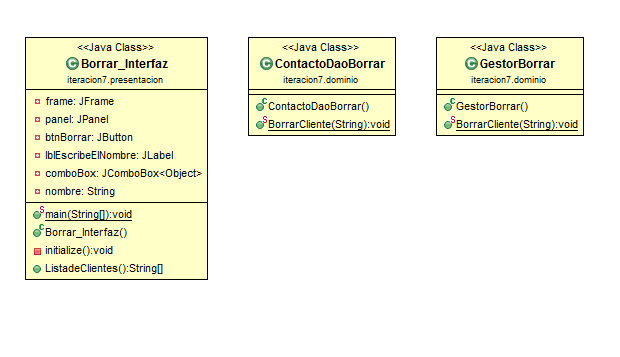 <<Java Class>>
Borrar_Interfaz
iteracion7.presentacion
frame: JFrame
panel: JPanel
btnBorrar: JButton
lblEscribeElNombre: JLabel
comboBox: JComboBox<Object>
nombre: String
main(String[]):void
Borrar_Interfaz()
initialize():void
ListadeClientes():String[]
<<Java Class>>
ContactoDaoBorrar
iteracion7.dominio
ContactoDaoBorrar()
BorrarCliente(String):void
<<Java Class>>
GestorBorrar
iteracion7.dominio
GestorBorrar()
BorrarCliente(String):void